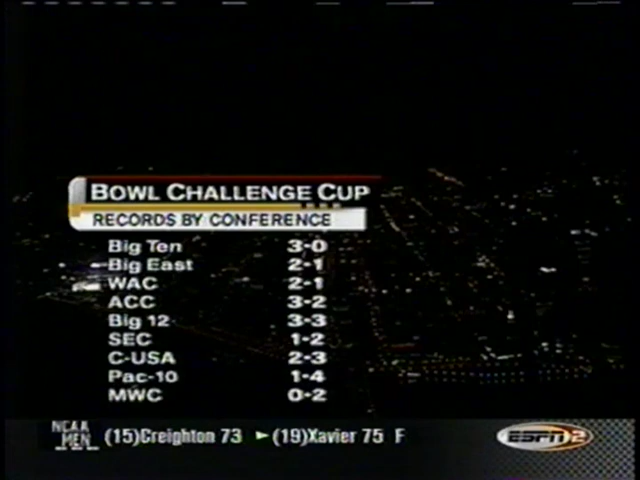 BOWL CHALLENGE CUP
RECORDS BY CONFERENCE
Big Ten 3-0
Big East 2-1
WAC 2-1
ACC 3-2
Big 12 3-3
SEC 1-2
C-USA 2-3
Pac-10 1-4
MWC 0-2
NCAA
MEN (15)Creighton 73 ►(19)Xavier 75 F
ESPN2